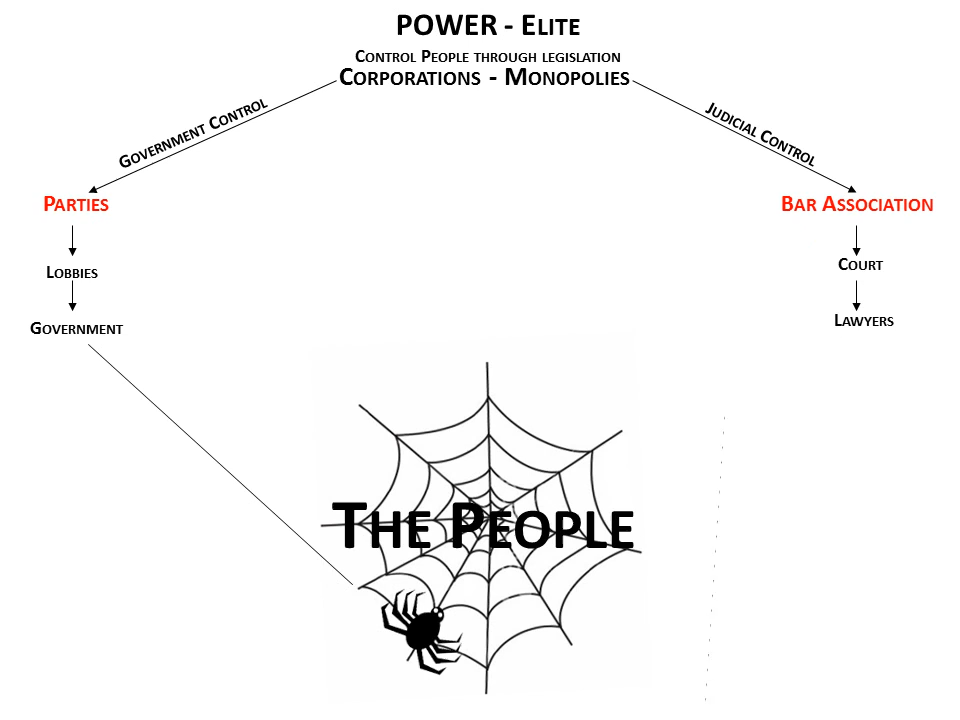 POWER - ELITE
CONTROL PEOPLE THROUGH LEGISLATION
CORPORATIONS - MONOPOLIES
GOVERNMENT CONTROL
JUDICIAL CONTROL
PARTIES
BAR ASSOCIATION
LOBBIES
COURT
GOVERNMENT
LAWYERS
THE PEOPLE